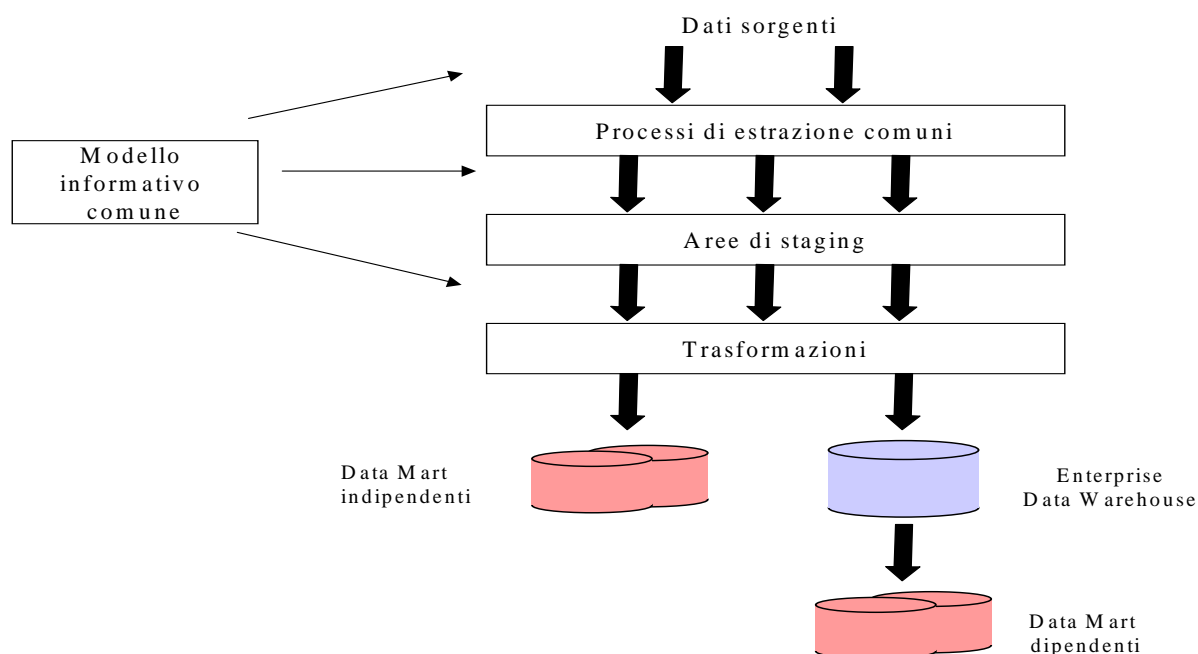 Dati sorgenti
Processi di estrazione comuni
Modello
informativo
comune
Aree di staging
Trasformazioni
Data Mart
indipendenti
Enterprise
Data Warehouse
Data Mart
dipendenti